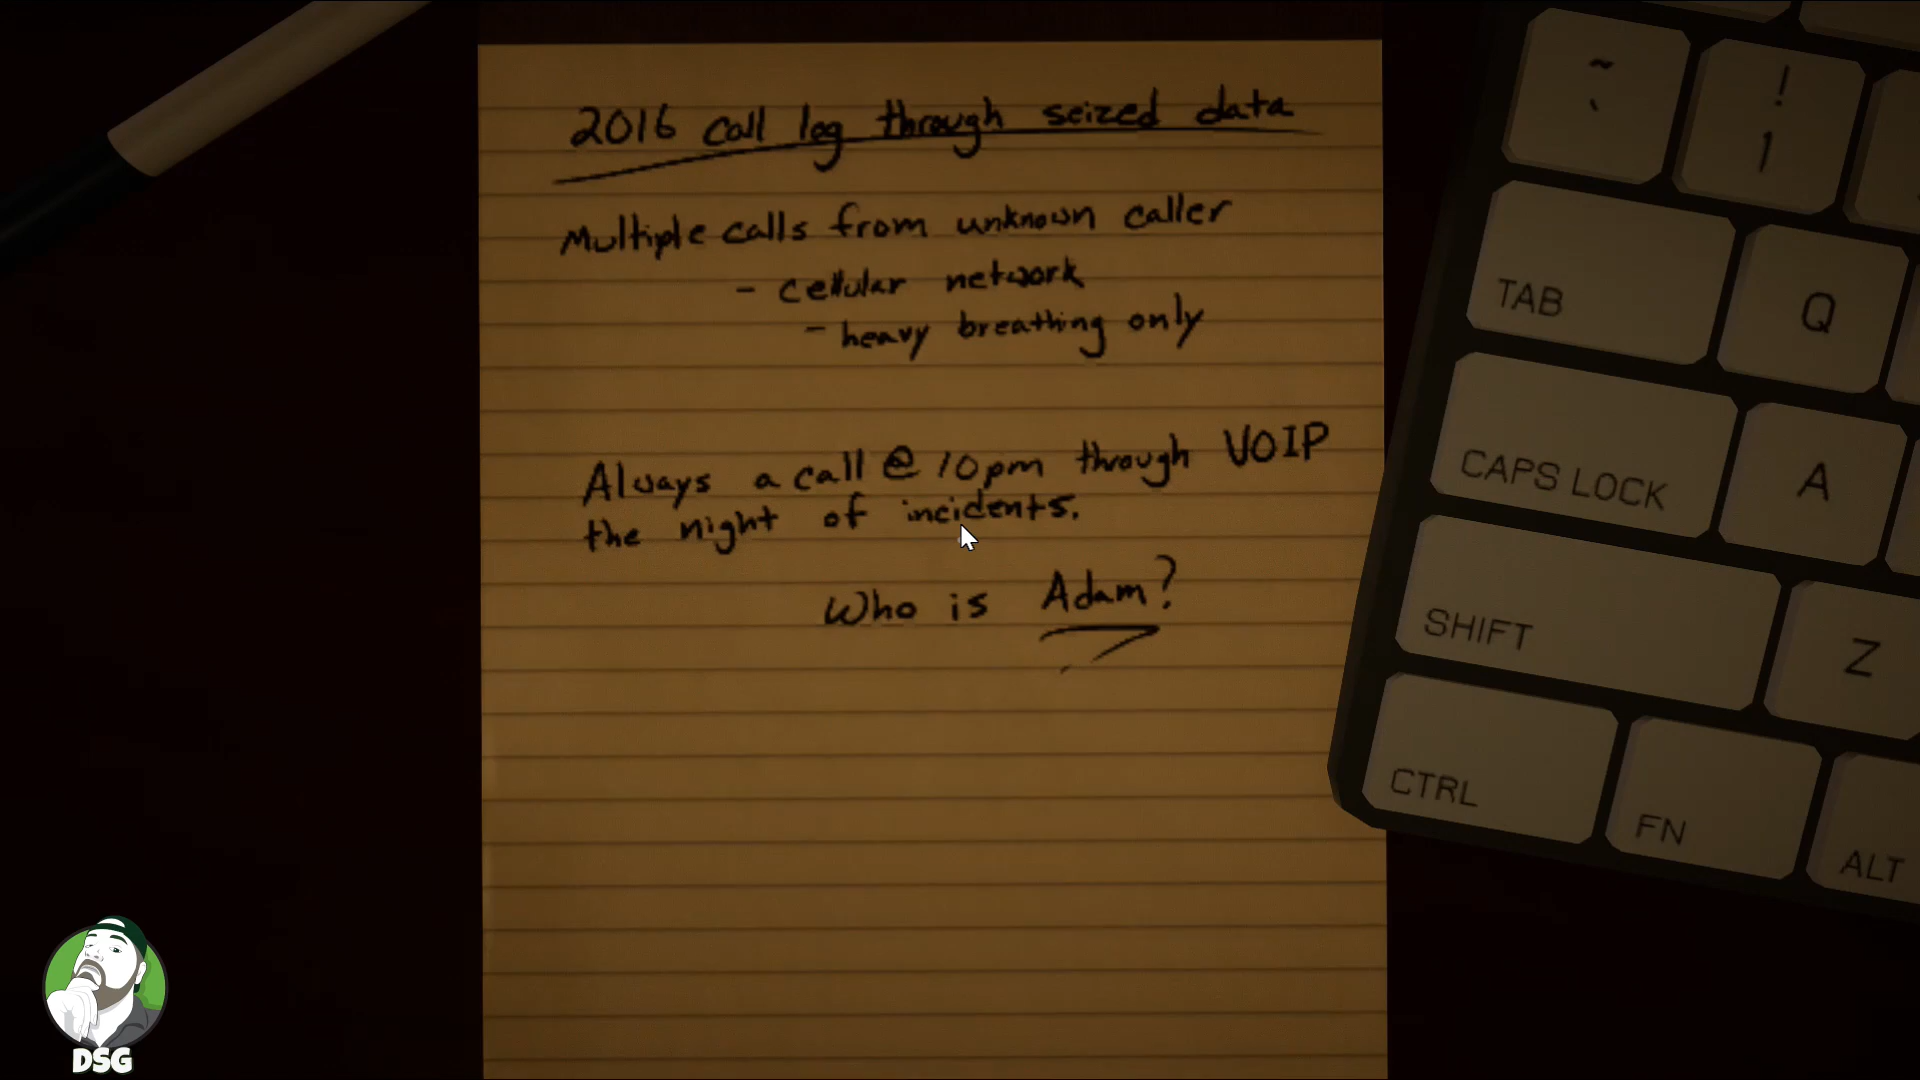 2016 call log through seized data
Multiple calls from unknown caller
- cellular network
- heavy breathing only
Always a call @ 10pm through VOIP
the night of incidents.
Who is Adam?
~
`
!
1
TAB
Q
CAPS LOCK
A
SHIFT
Z
CTRL
FN
ALT
DSG